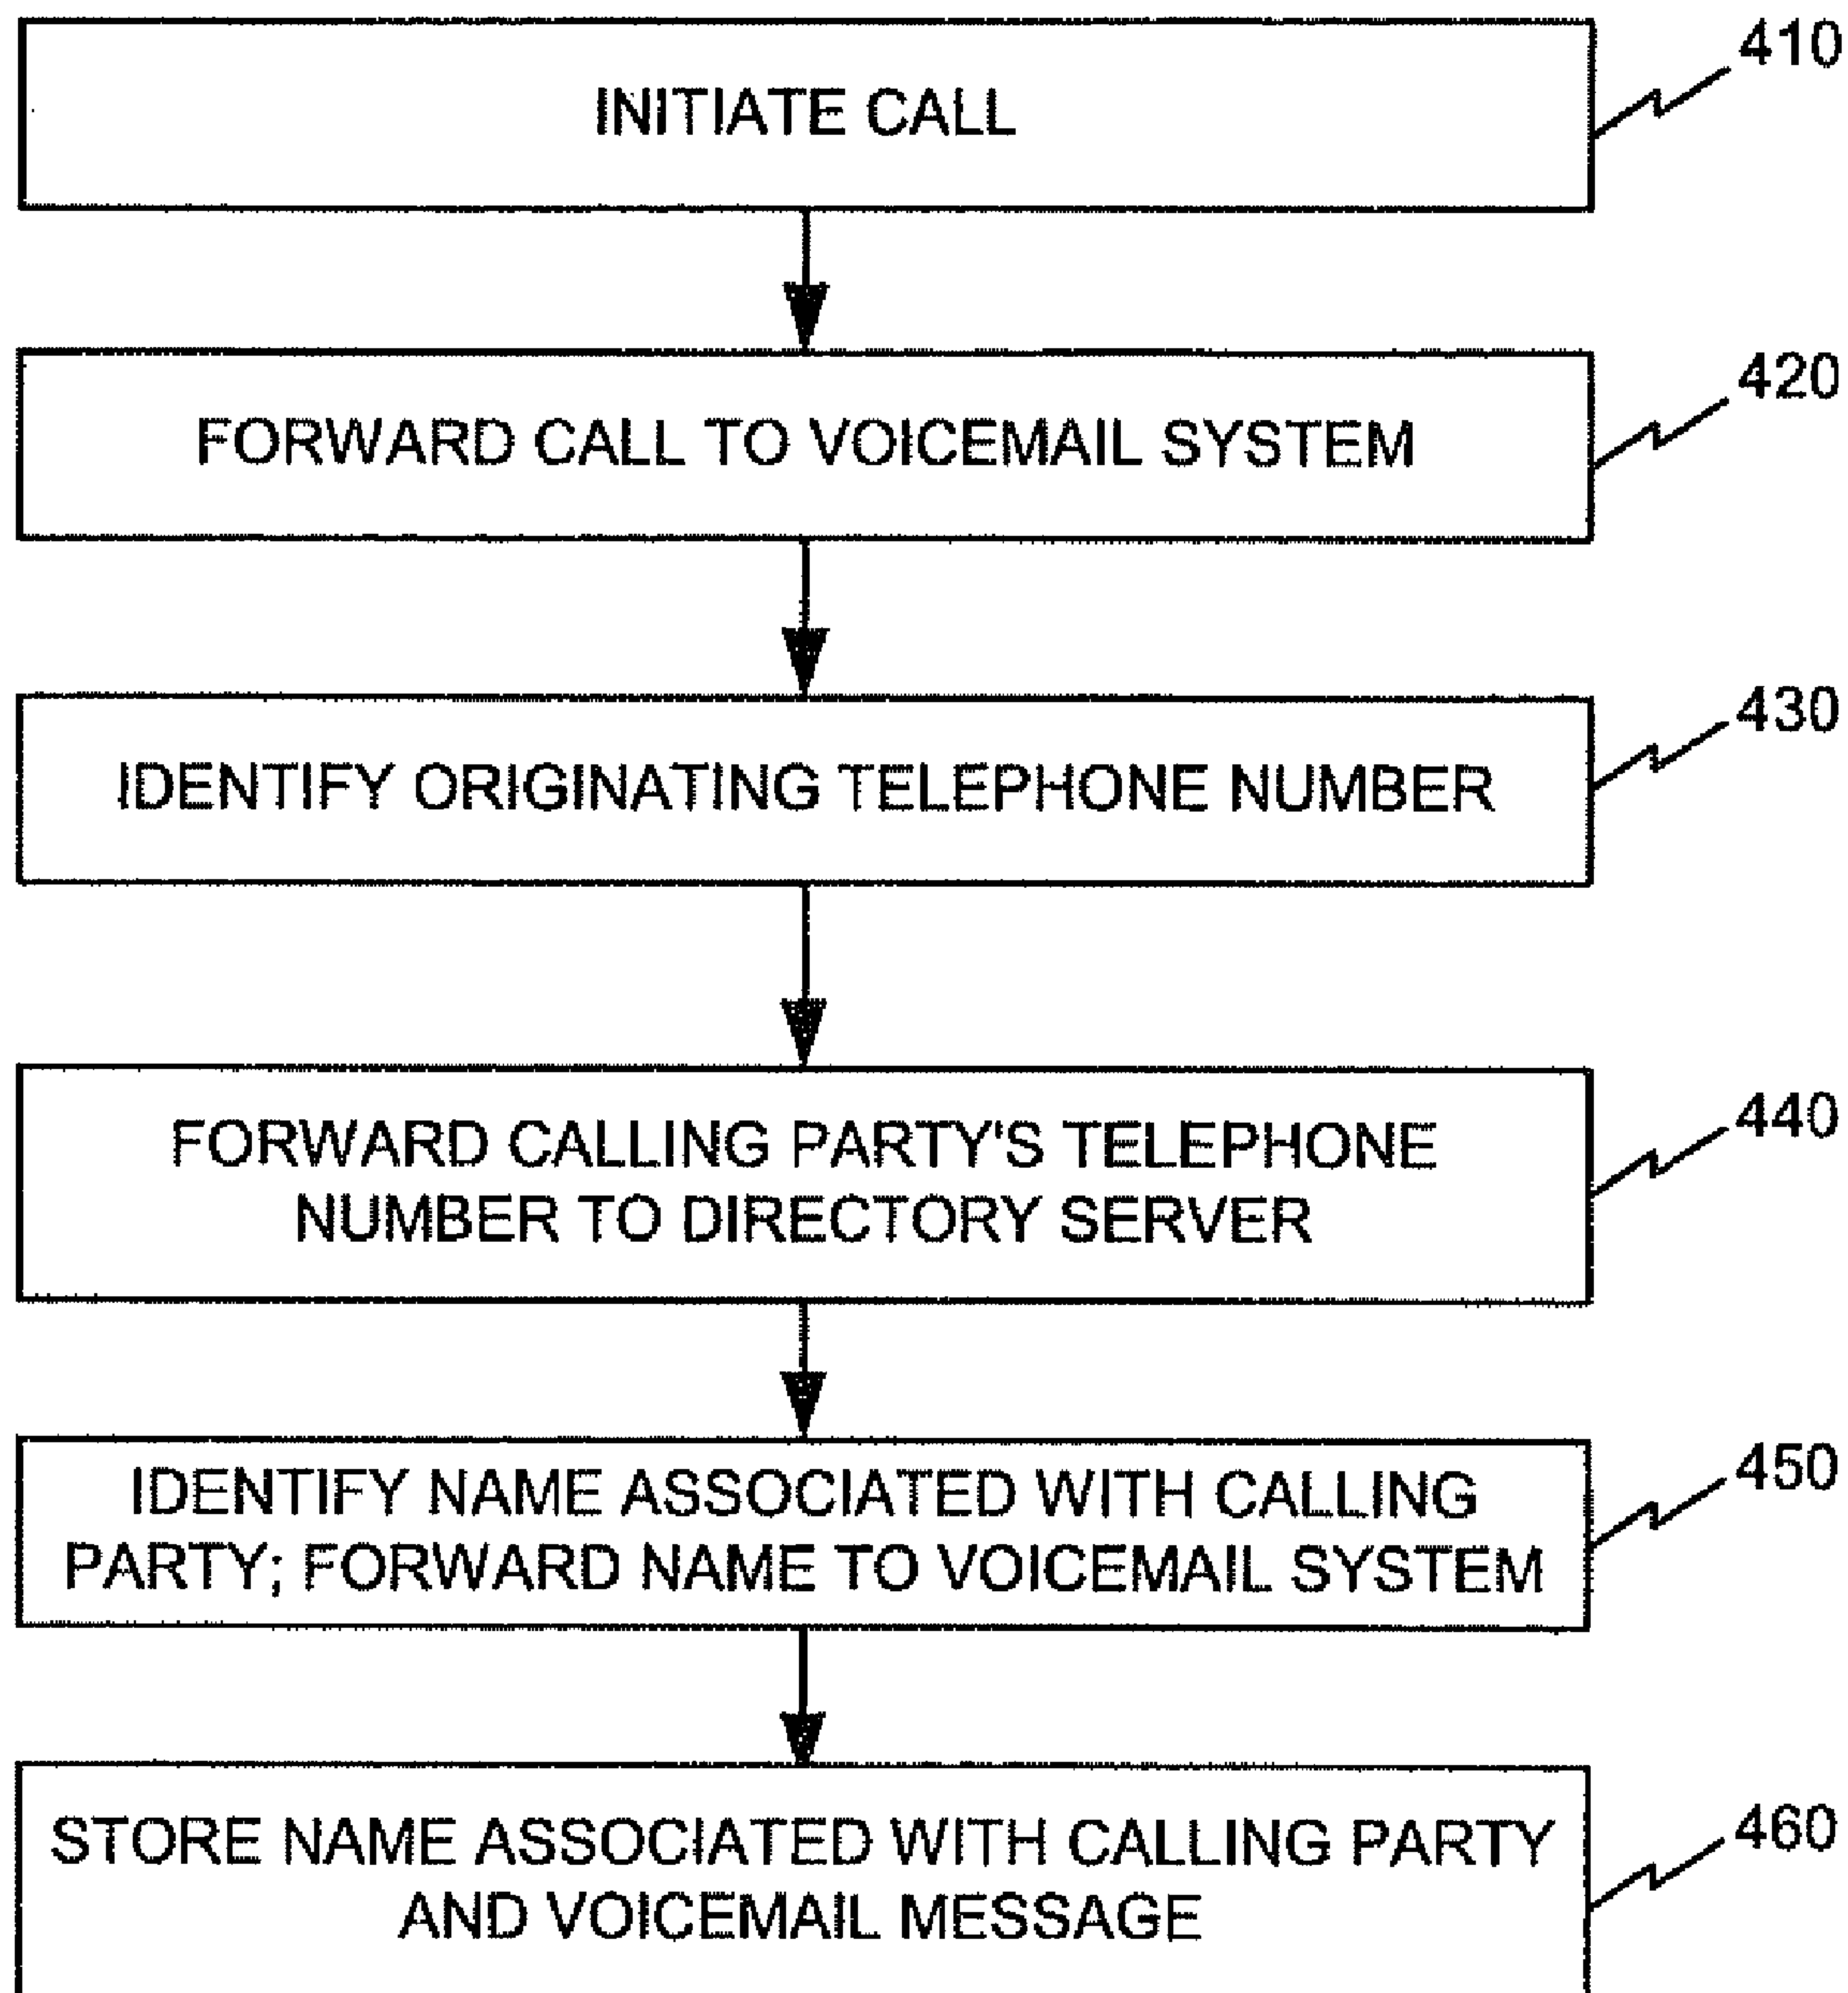 410
INITIATE CALL
420
FORWARD CALL TO VOICEMAIL SYSTEM
430
IDENTIFY ORIGINATING TELEPHONE NUMBER
440
FORWARD CALLING PARTY'S TELEPHONE
NUMBER TO DIRECTORY SERVER
450
IDENTIFY NAME ASSOCIATED WITH CALLING
PARTY; FORWARD NAME TO VOICEMAIL SYSTEM
460
STORE NAME ASSOCIATED WITH CALLING PARTY
AND VOICEMAIL MESSAGE